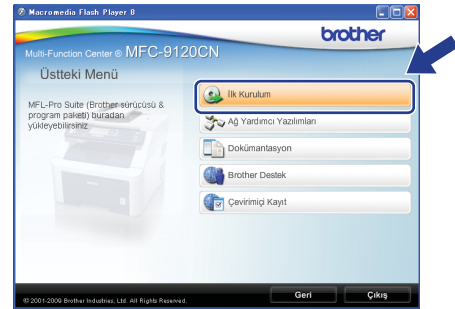 Macromedia Flash Player 8
brother
Multi-Function Center ® MFC-9120CN
Üstteki Menü
MFL-Pro Suite (Brother sürücüsü &
program paketi) buradan
yükleyebilirsiniz
İlk Kurulum
Ağ Yardımcı Yazılımları
Dokümantasyon
Brother Destek
Çevirimiçi Kayıt
© 2001-2009 Brother Industries, Ltd. All Rights Reserved.
Geri
Çıkış